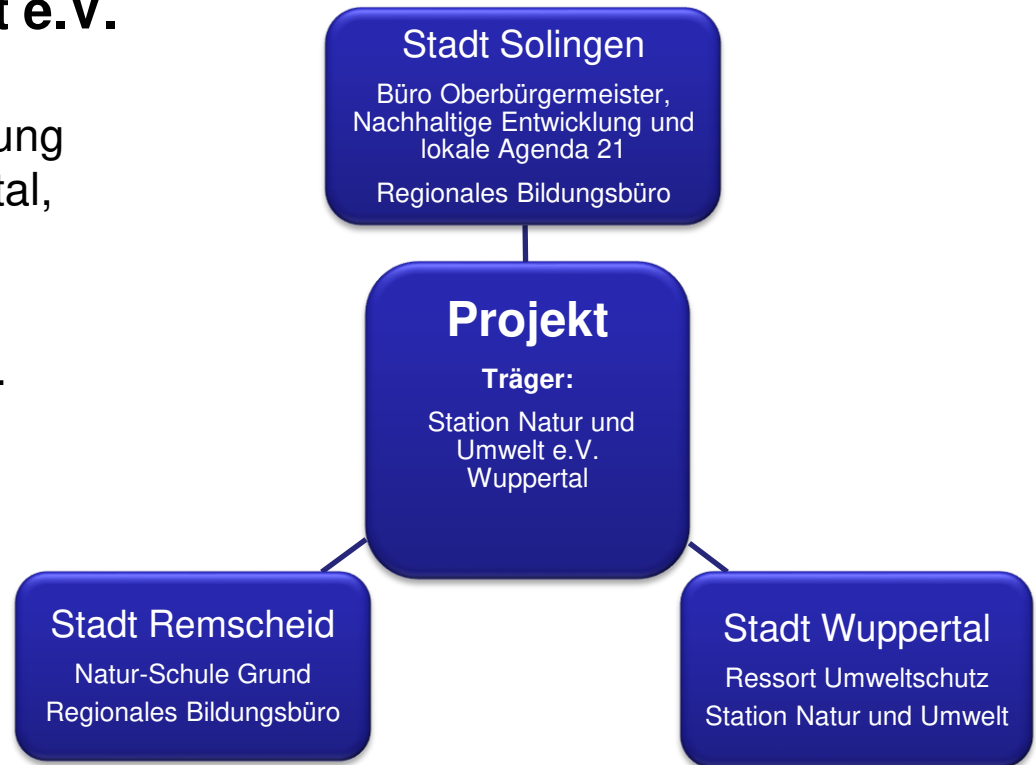 t e.V.
ung
tal,
.
Stadt Solingen
Büro Oberbürgermeister,
Nachhaltige Entwicklung und
lokale Agenda 21
Regionales Bildungsbüro
Projekt
Träger:
Station Natur und
Umwelt e.V.
Wuppertal
Stadt Remscheid
Natur-Schule Grund
Regionales Bildungsbüro
Stadt Wuppertal
Ressort Umweltschutz
Station Natur und Umwelt